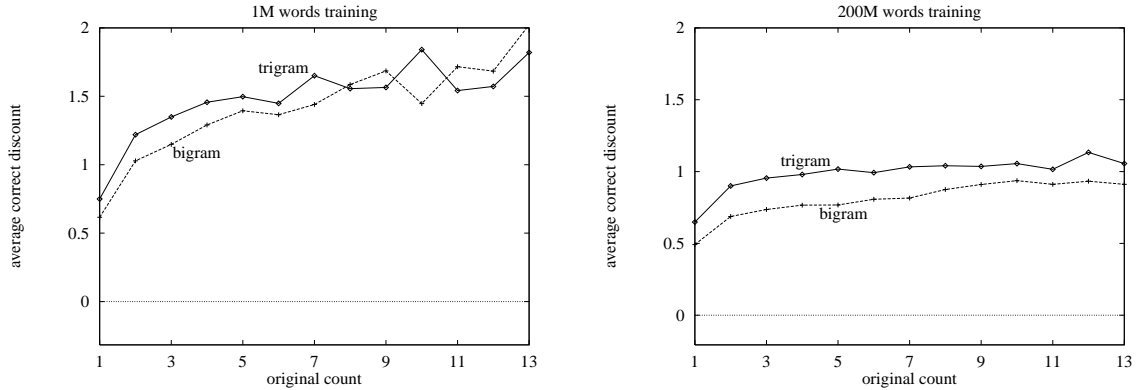 1M words training
average correct discount
2
1.5
1
0.5
0
trigram
bigram
1 3 5 7 9 11 13
original count
200M words training
average correct discount
2
1.5
1
0.5
0
trigram
bigram
1 3 5 7 9 11 13
original count